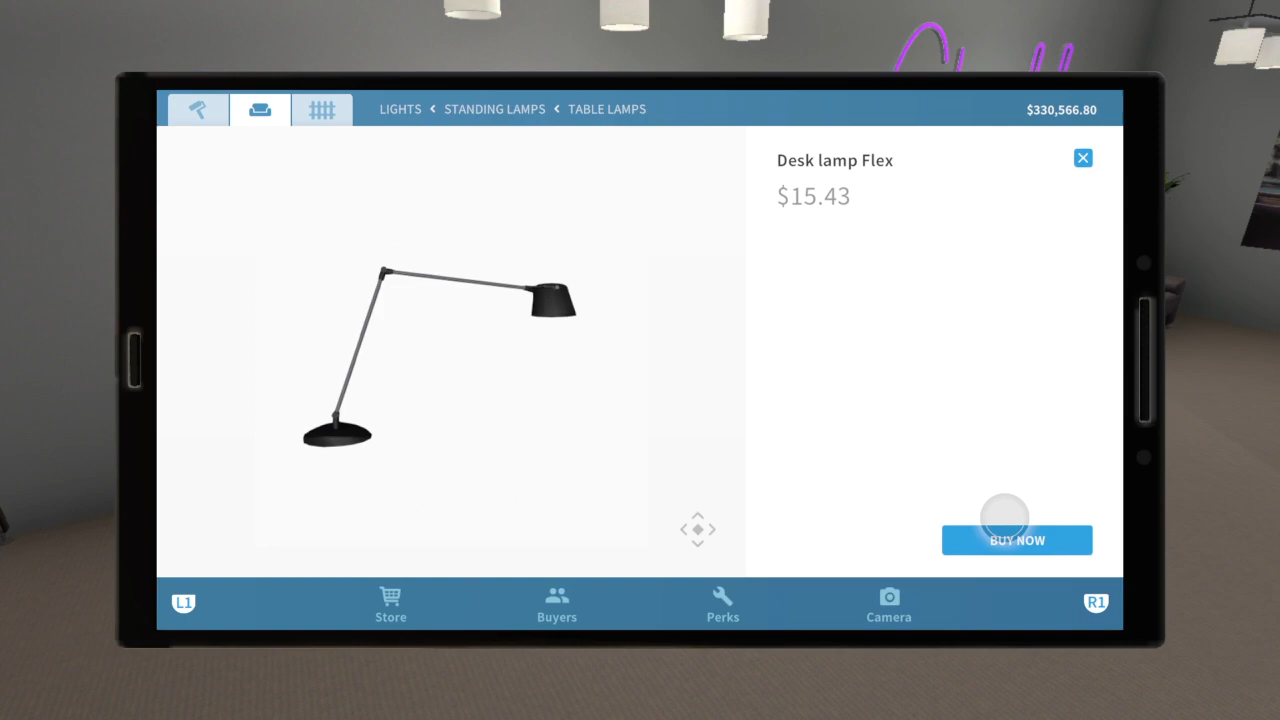 LIGHTS < STANDING LAMPS < TABLE LAMPS
$330,566.80
Desk lamp Flex
$15.43
BUY NOW
L1
Store
Buyers
Perks
Camera
R1